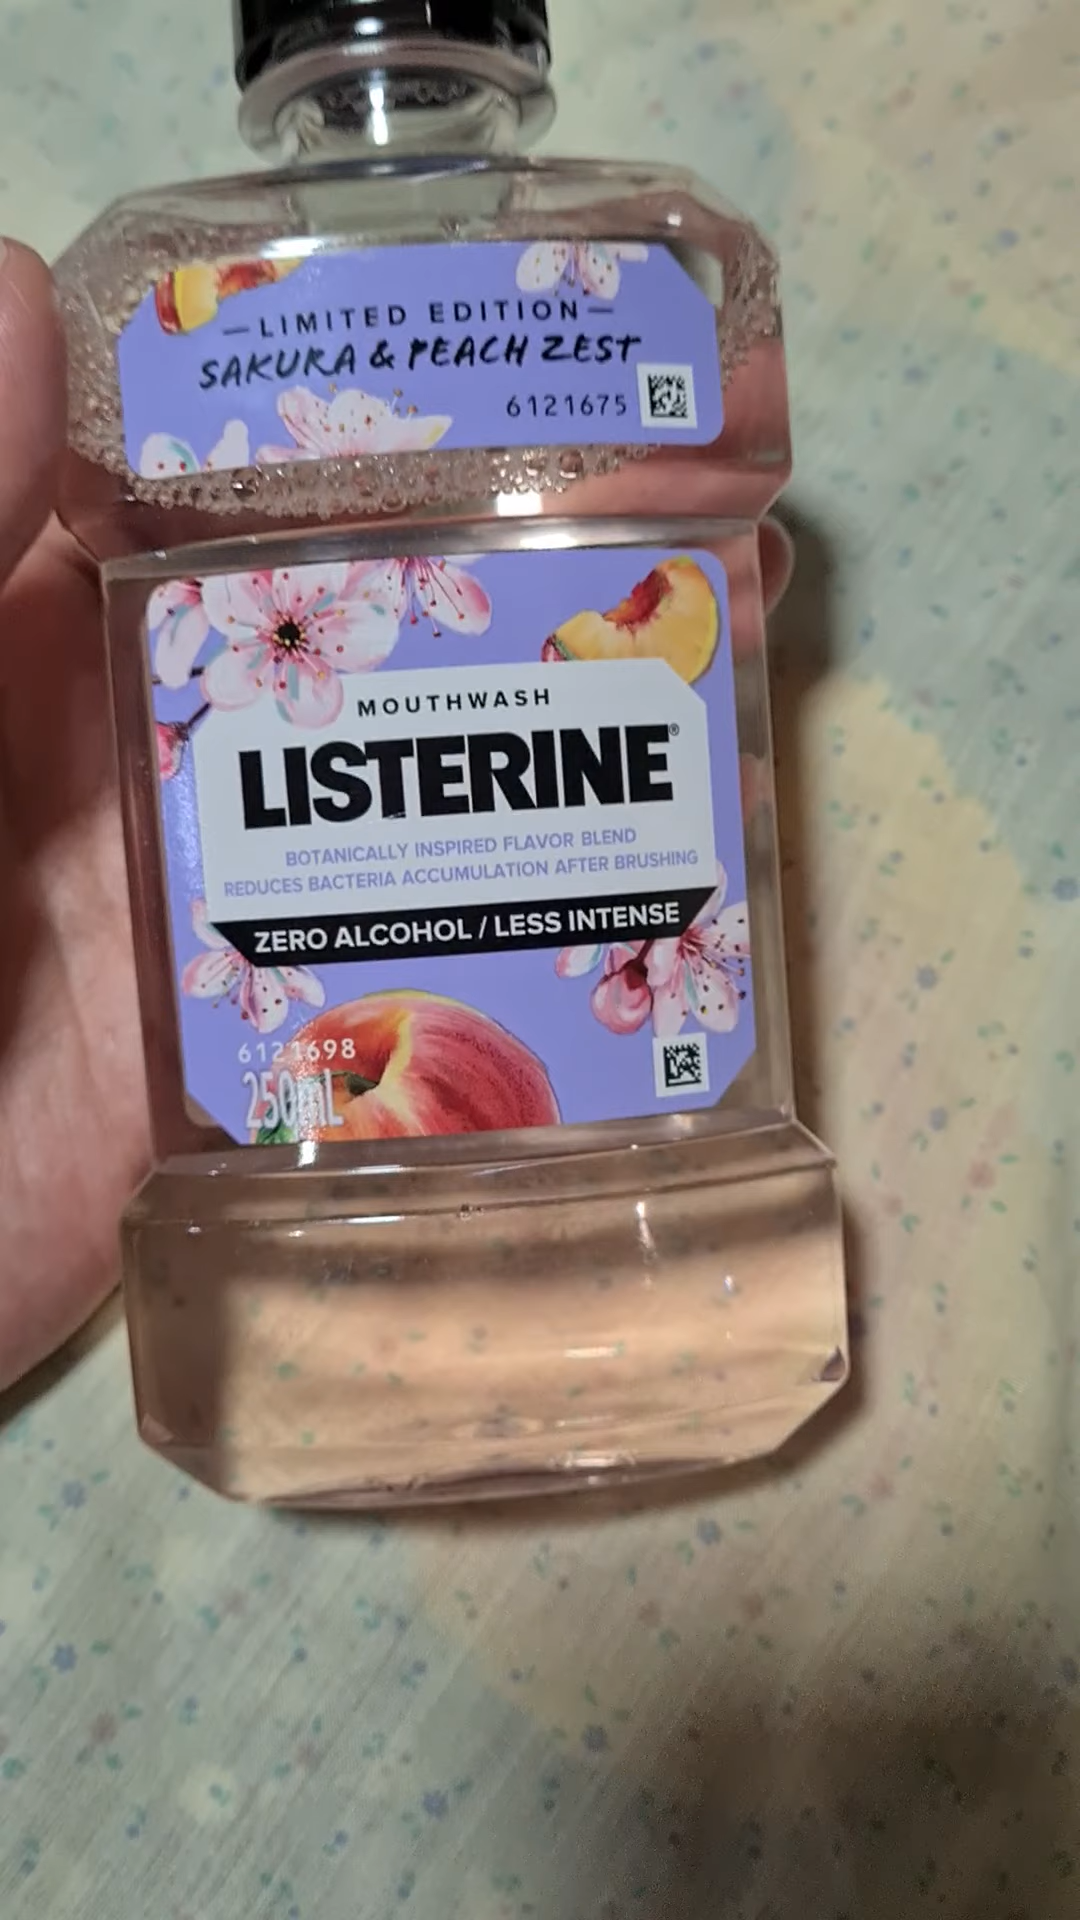 —LIMITED EDITION—
SAKURA & PEACH ZEST
6121675
MOUTHWASH
LISTERINE®
BOTANICALLY INSPIRED FLAVOR BLEND
REDUCES BACTERIA ACCUMULATION AFTER BRUSHING
ZERO ALCOHOL / LESS INTENSE
6121698
250mL